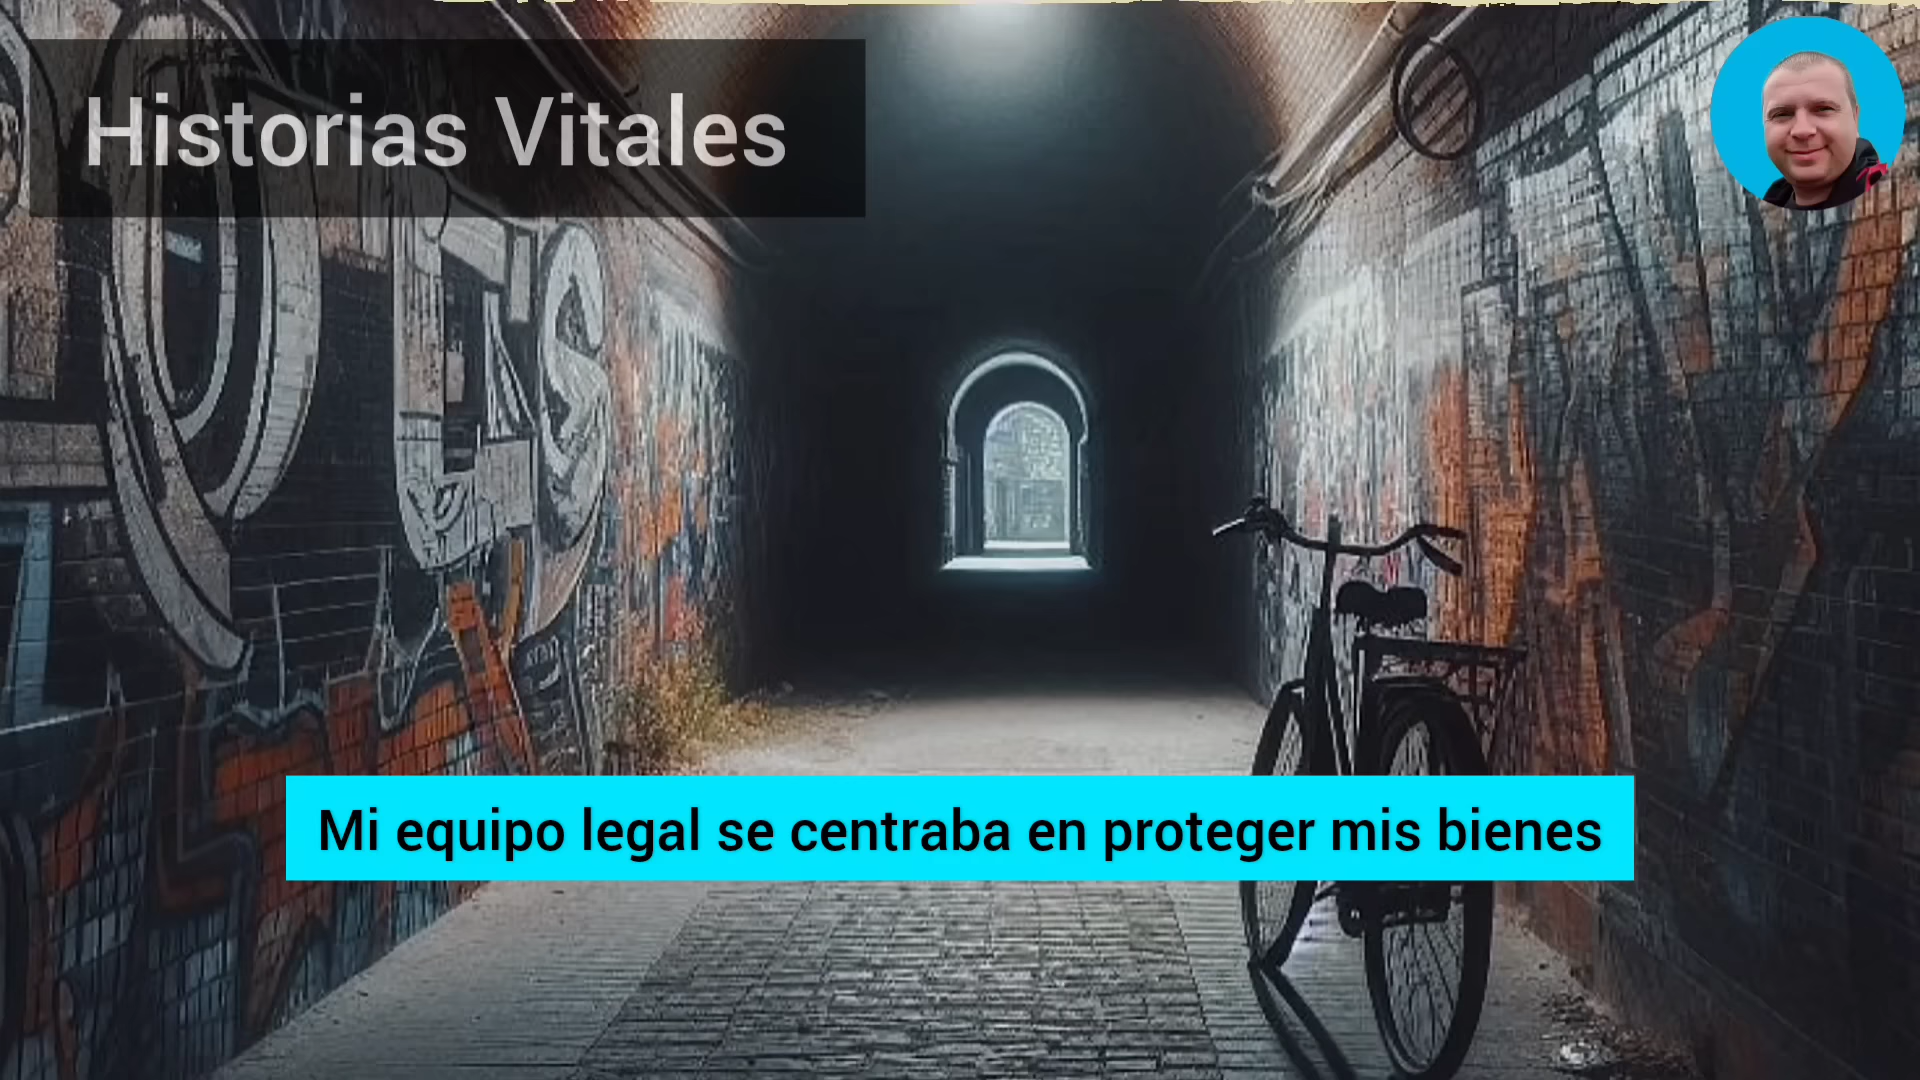 Historias Vitales
Mi equipo legal se centraba en proteger mis bienes